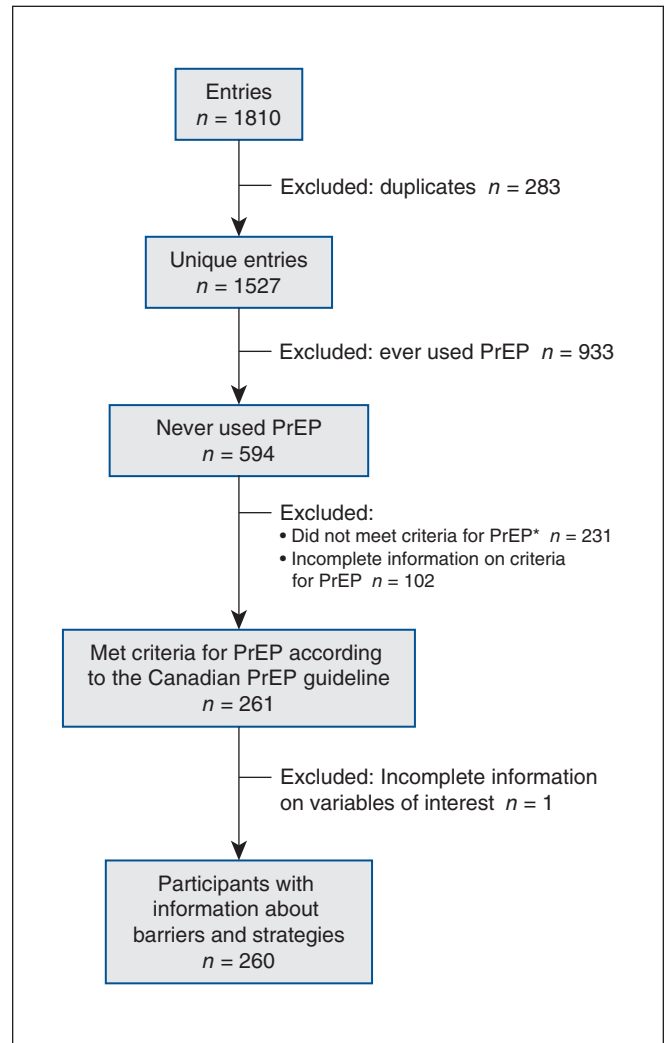 Entries
n = 1810
Excluded: duplicates n = 283
Unique entries
n = 1527
Excluded: ever used PrEP n = 933
Never used PrEP
n = 594
Excluded:
• Did not meet criteria for PrEP* n = 231
• Incomplete information on criteria
for PrEP n = 102
Met criteria for PrEP according
to the Canadian PrEP guideline
n = 261
Excluded: Incomplete information
on variables of interest n = 1
Participants with
information about
barriers and strategies
n = 260